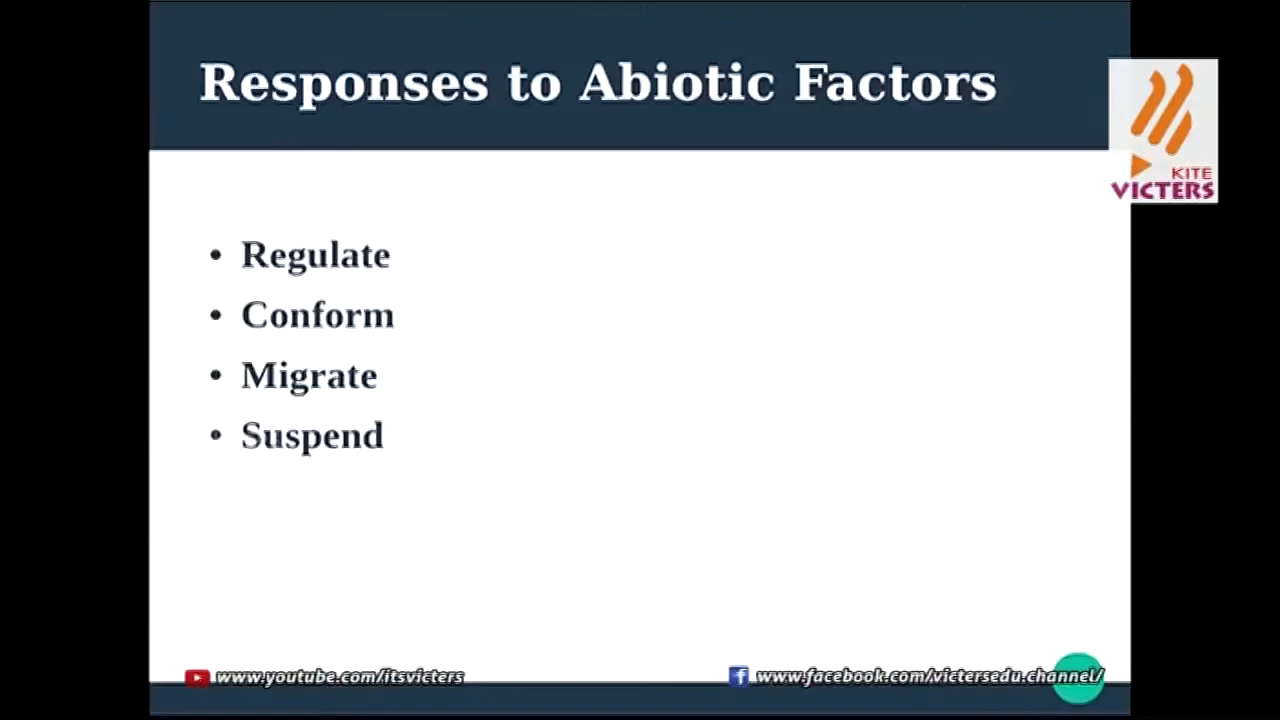 Responses to Abiotic Factors
KITE
VICTERS
• Regulate
• Conform
• Migrate
• Suspend
www.youtube.com/itsvicters
www.facebook.com/victersedu.channel/